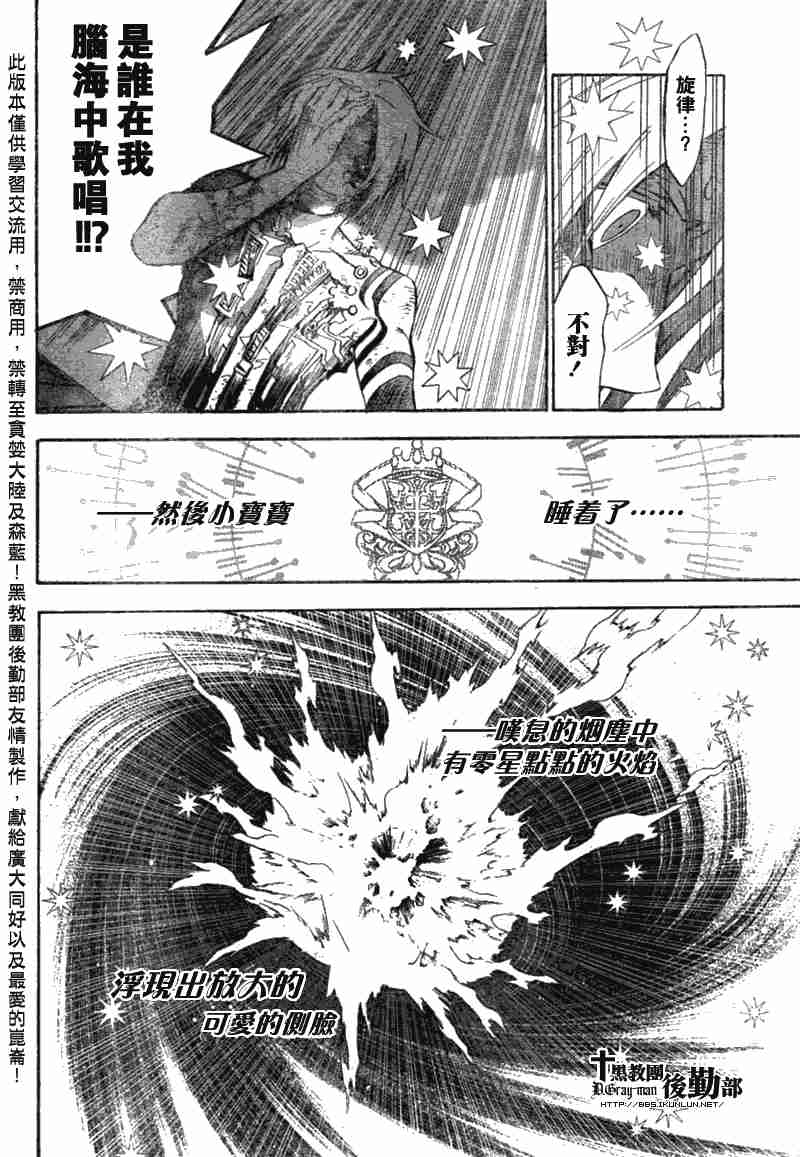 旋律…?
不對!
是誰在我
腦海中歌唱!!?
睡着了……
——然後小寶寶
——嘆息的烟塵中
有零星點點的火焰
浮現出放大的
可愛的側臉
黑教團
D.Gray-man 後勤部
HTTP://BBS.IKUNLUN.NET/
此版本僅供學習交流用,禁商用,禁轉至貪婪大陸及森藍!黑教團後勤部友情製作,獻給廣大同好以及最愛的崑崙!